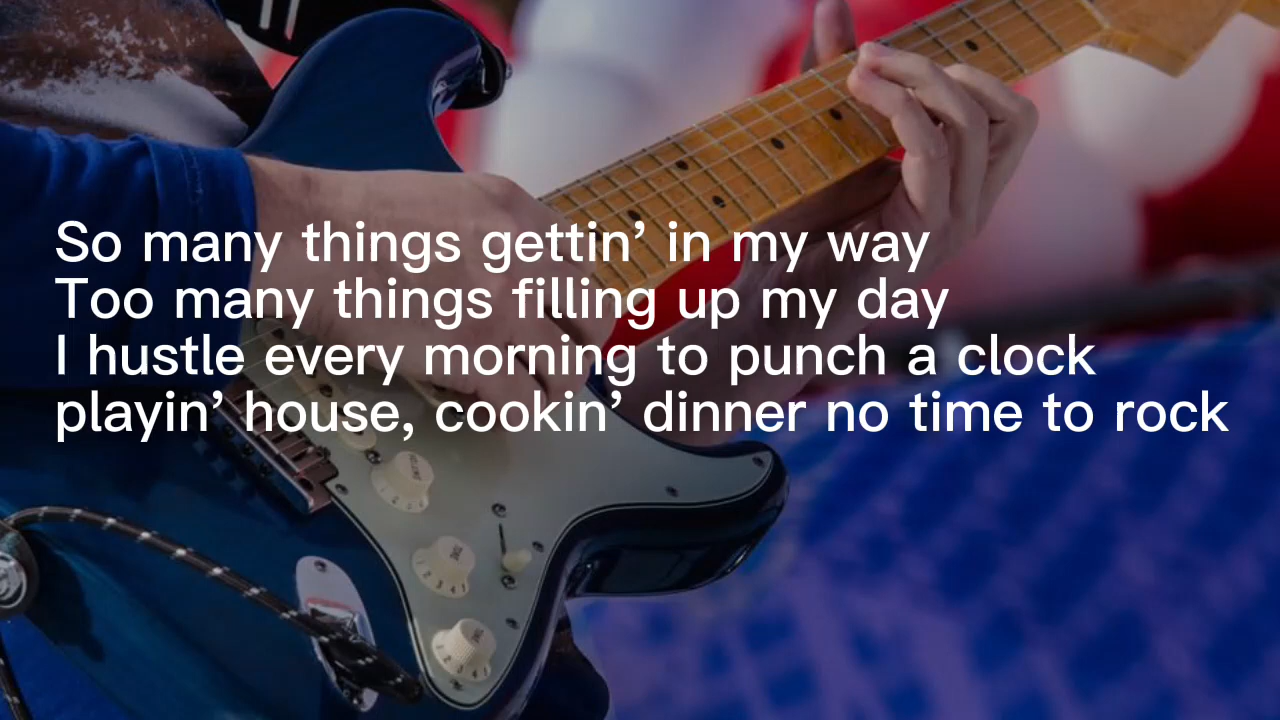 So many things gettin’ in my way
Too many things filling up my day
I hustle every morning to punch a clock
playin’ house, cookin’ dinner no time to rock